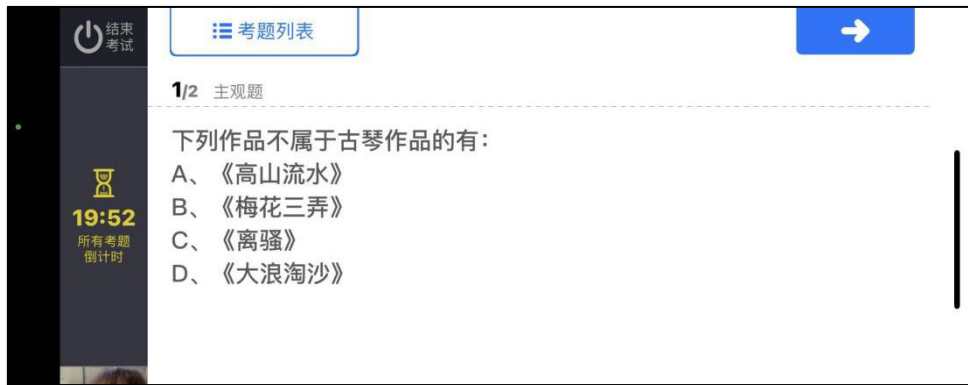 结束
考试
考题列表
1/2 主观题
下列作品不属于古琴作品的有：
A、《高山流水》
B、《梅花三弄》
C、《离骚》
D、《大浪淘沙》
19:52
所有考题
倒计时